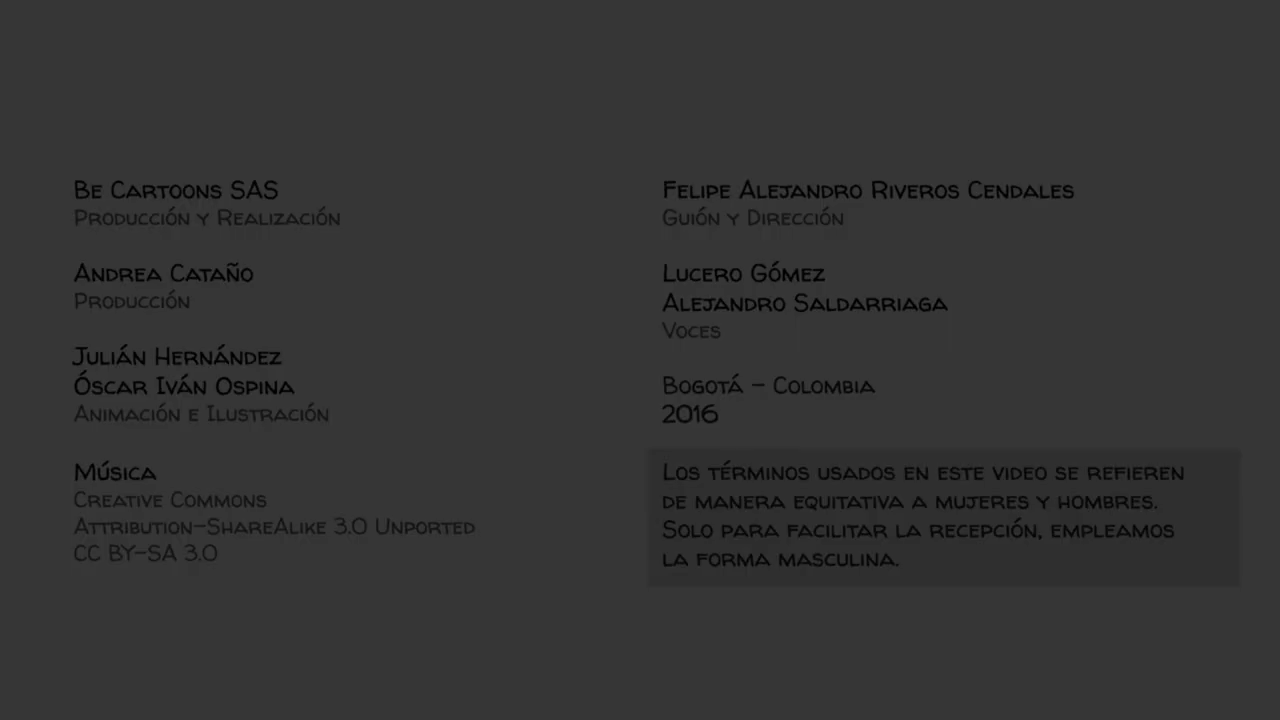 Be Cartoons SAS
Producción y Realización
Andrea Cataño
Producción
Julián Hernández
Óscar Iván Ospina
Animación e Ilustración
Música
Creative Commons
Attribution-ShareAlike 3.0 Unported
CC BY-SA 3.0
Felipe Alejandro Riveros Cendales
Guión y Dirección
Lucero Gómez
Alejandro Saldarriaga
Voces
Bogotá - Colombia
2016
Los términos usados en este video se refieren
de manera equitativa a mujeres y hombres.
Solo para facilitar la recepción, empleamos
la forma masculina.